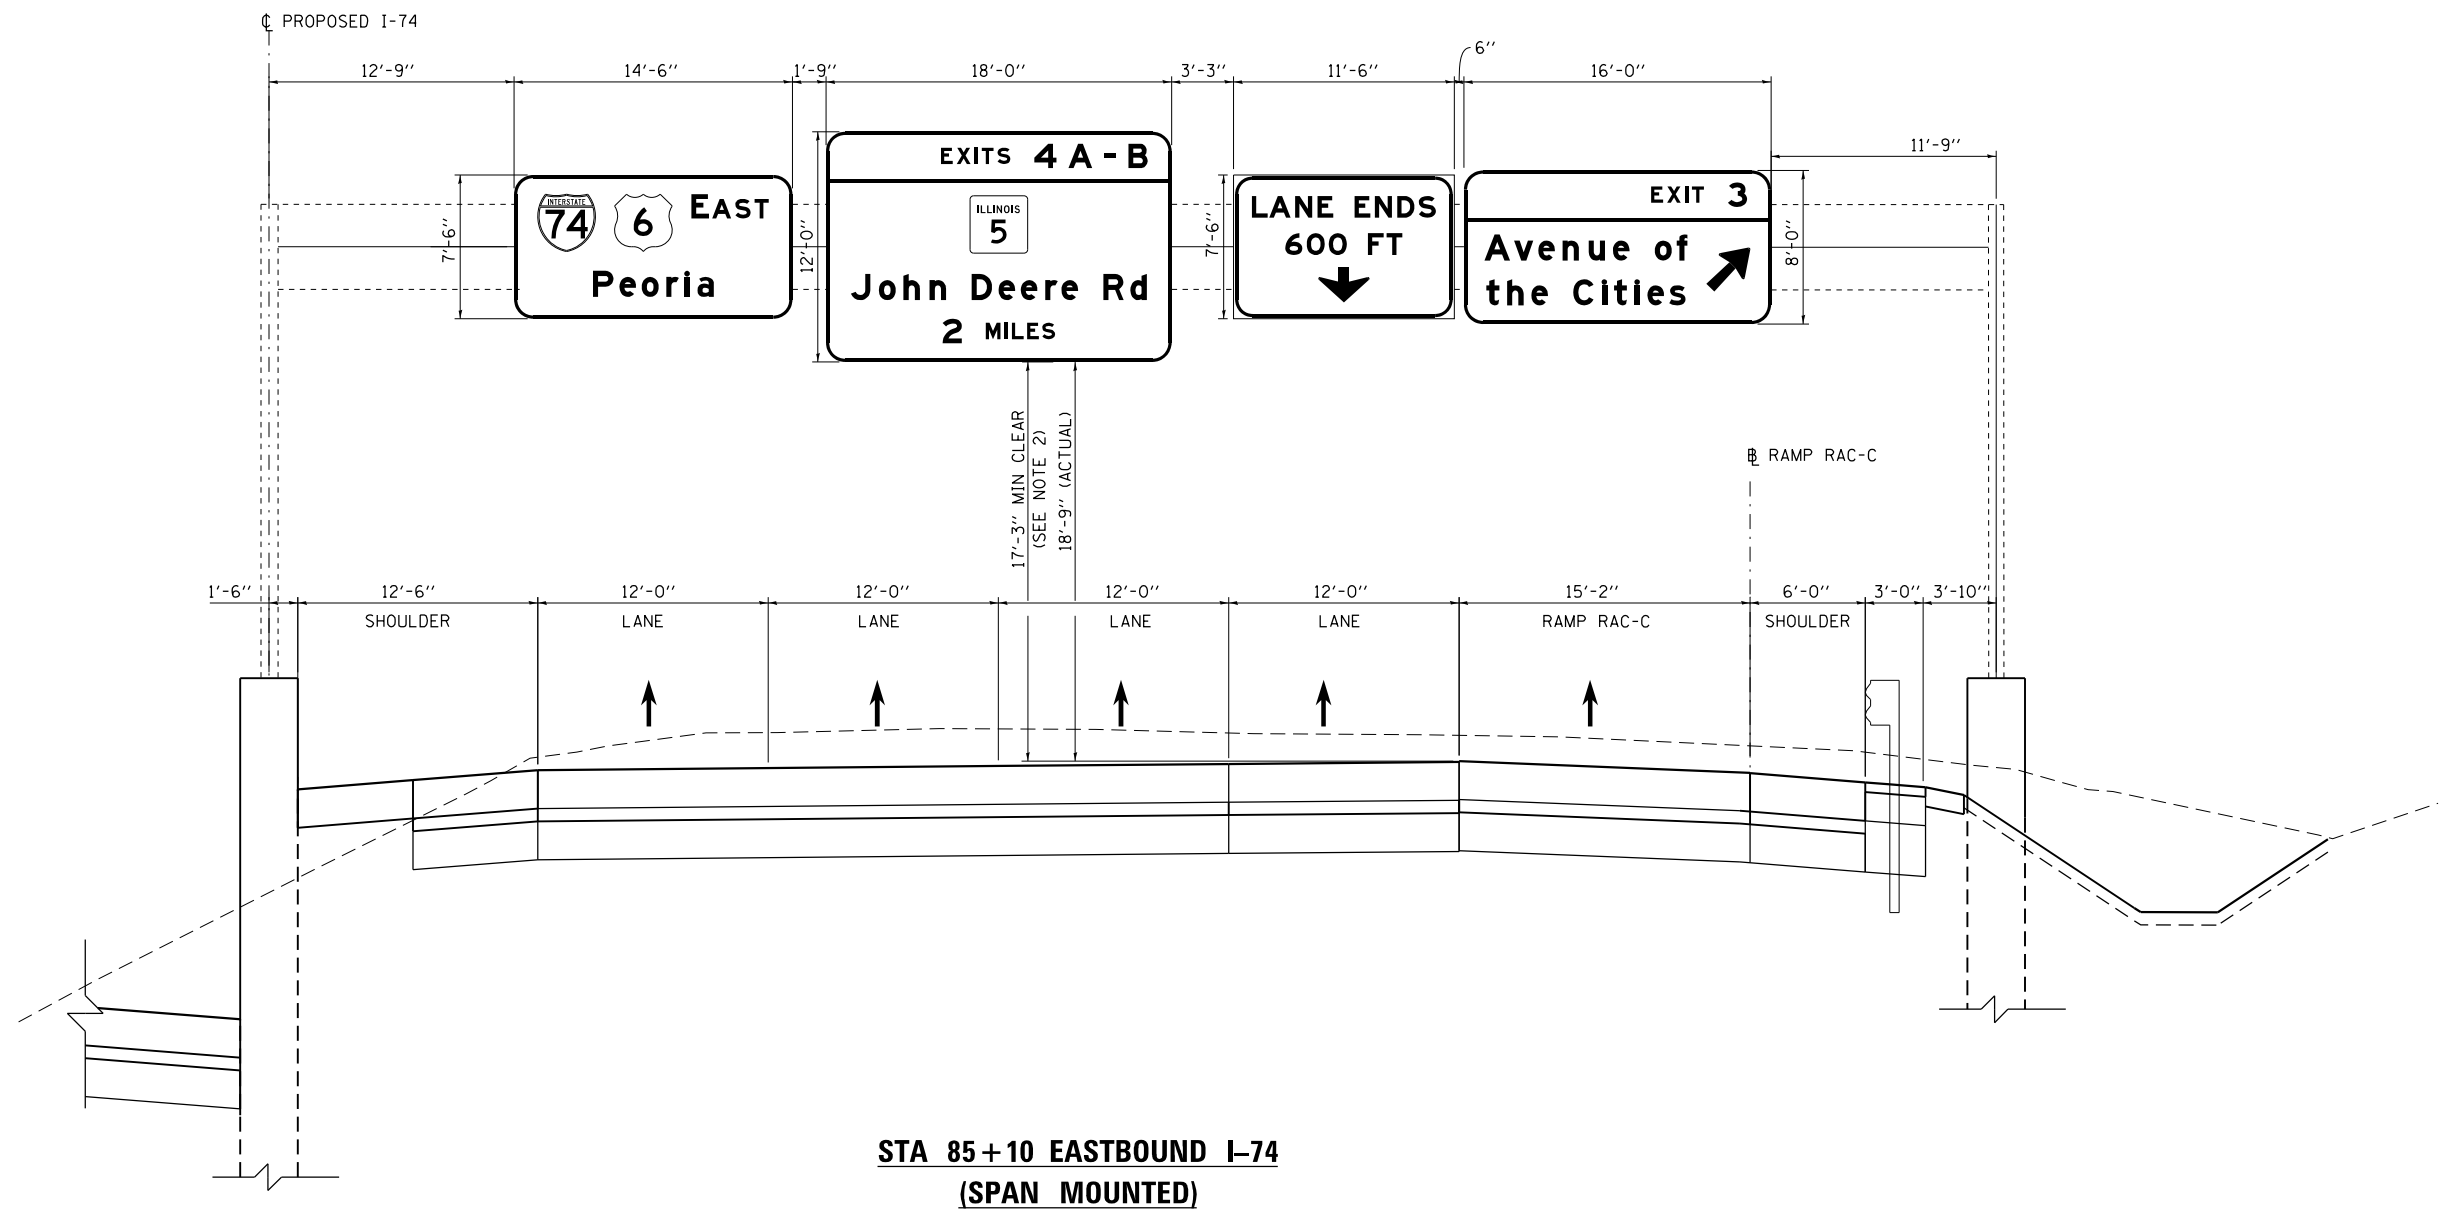 ℄ PROPOSED I-74
12'-9" 14'-6" 1'-9" 18'-0" 3'-3" 11'-6" 6" 16'-0"
11'-9"
7'-6"
INTERSTATE
74
6
EAST
Peoria
12'-0"
EXITS 4 A - B
ILLINOIS
5
John Deere Rd
2 MILES
7'-6"
LANE ENDS
600 FT
EXIT 3
Avenue of
the Cities
8'-0"
17'-3" MIN CLEAR
(SEE NOTE 2)
18'-9" (ACTUAL)
B RAMP RAC-C
1'-6" 12'-6" 12'-0" 12'-0" 12'-0" 12'-0" 15'-2" 6'-0" 3'-0" 3'-10"
SHOULDER LANE LANE LANE LANE RAMP RAC-C SHOULDER
STA 85+10 EASTBOUND I-74
(SPAN MOUNTED)